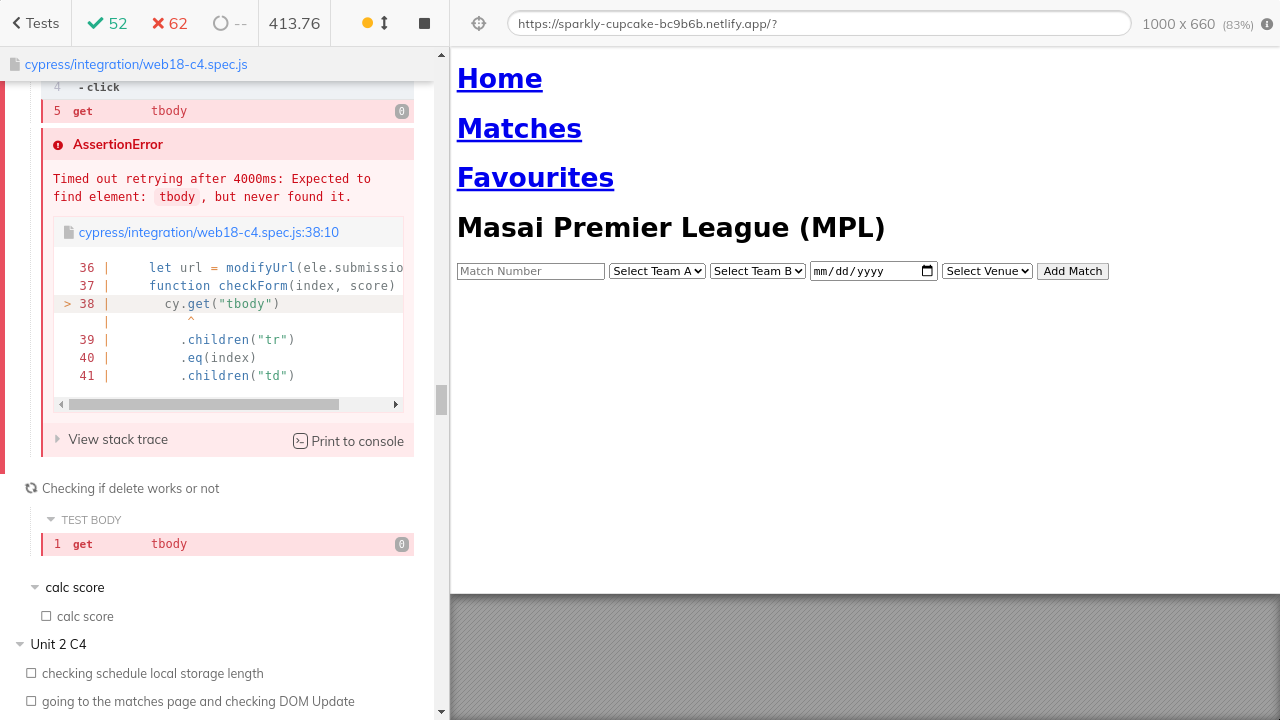 Tests
52
62
--
413.76
https://sparkly-cupcake-bc9b6b.netlify.app/?
1000 x 660 (83%)
cypress/integration/web18-c4.spec.js
4 -click
5 get tbody 0
AssertionError
Timed out retrying after 4000ms: Expected to
find element: tbody, but never found it.
cypress/integration/web18-c4.spec.js:38:10
36 | let url = modifyUrl(ele.submissio
37 | function checkForm(index, score)
> 38 | cy.get("tbody")
| ^
39 | .children("tr")
40 | .eq(index)
41 | .children("td")
View stack trace
Print to console
Checking if delete works or not
TEST BODY
1 get tbody 0
calc score
calc score
Unit 2 C4
checking schedule local storage length
going to the matches page and checking DOM Update
Home
Matches
Favourites
Masai Premier League (MPL)
Match Number
Select Team A
Select Team B
mm/dd/yyyy
Select Venue
Add Match